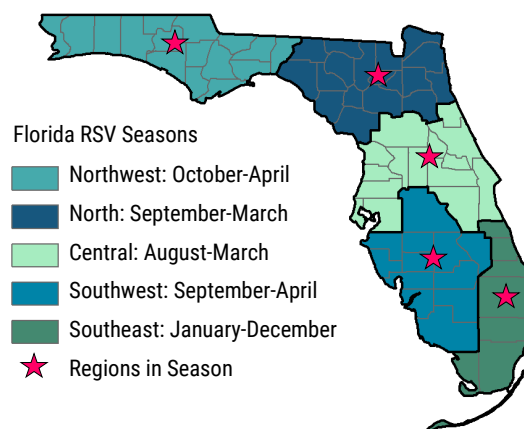 Florida RSV Seasons
Northwest: October-April
North: September-March
Central: August-March
Southwest: September-April
Southeast: January-December
Regions in Season